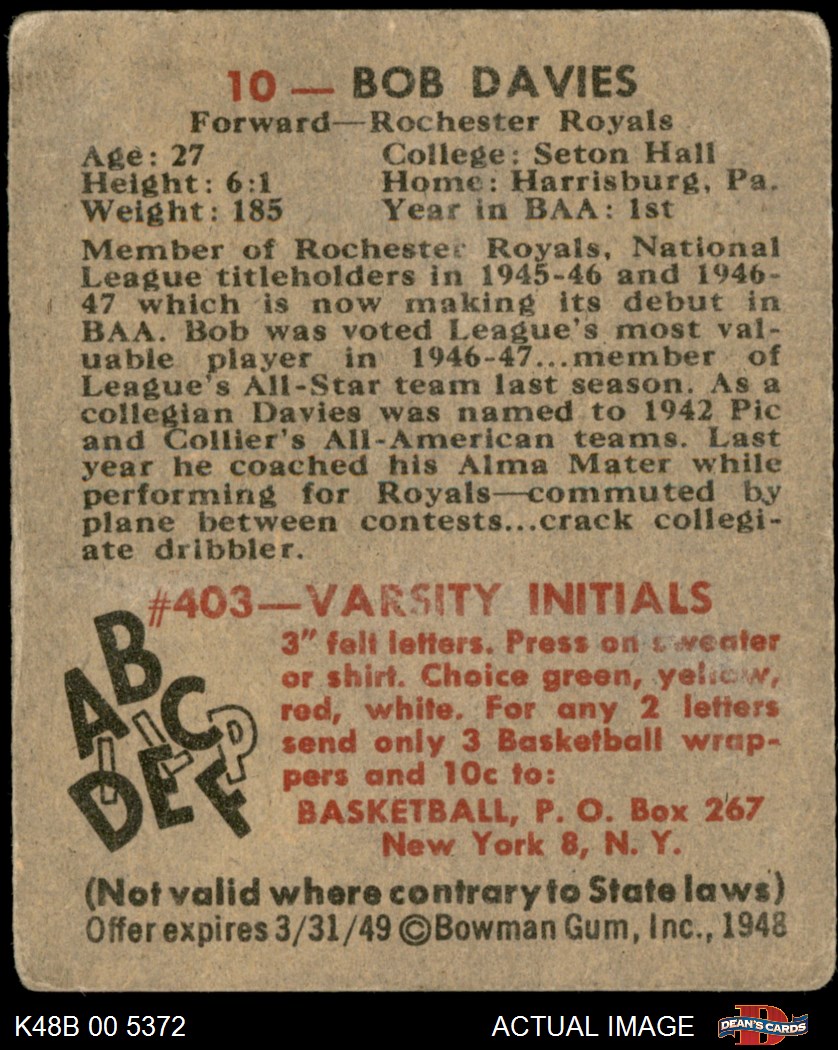 10 — BOB DAVIES
Forward—Rochester Royals
Age: 27 College: Seton Hall
Height: 6:1 Home: Harrisburg, Pa.
Weight: 185 Year in BAA: 1st
Member of Rochester Royals, National
League titleholders in 1945-46 and 1946-
47 which is now making its debut in
BAA. Bob was voted League's most val-
uable player in 1946-47...member of
League's All-Star team last season. As a
collegian Davies was named to 1942 Pic
and Collier's All-American teams. Last
year he coached his Alma Mater while
performing for Royals—commuted by
plane between contests...crack collegi-
ate dribbler.
#403—VARSITY INITIALS
3" felt letters. Press on sweater
or shirt. Choice green, yellow,
red, white. For any 2 letters
send only 3 Basketball wrap-
pers and 10c to:
BASKETBALL, P. O. Box 267
New York 8, N. Y.
A B C P
D E F
(Not valid where contrary to State laws)
Offer expires 3/31/49 ©Bowman Gum, Inc., 1948
K48B 00 5372 ACTUAL IMAGE
D
DEAN'S CARDS